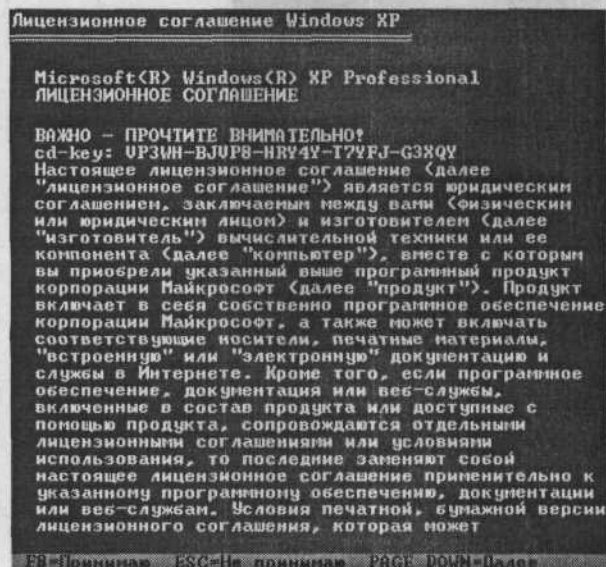 Лицензионное соглашение Windows XP
Microsoft(R) Windows(R) XP Professional
ЛИЦЕНЗИОННОЕ СОГЛАШЕНИЕ
ВАЖНО - ПРОЧТИТЕ ВНИМАТЕЛЬНО!
cd-key: VP3WH-BJVP8-HRY4Y-T7YFJ-G3XQY
Настоящее лицензионное соглашение (далее
"лицензионное соглашение") является юридическим
соглашением, заключаемым между вами (физическим
или юридическим лицом) и изготовителем (далее
"изготовитель") вычислительной техники или ее
компонента (далее "компьютер"), вместе с которым
вы приобрели указанный выше программный продукт
корпорации Майкрософт (далее "продукт"). Продукт
включает в себя собственно программное обеспечение
корпорации Майкрософт, а также может включать
соответствующие носители, печатные материалы,
"встроенную" или "электронную" документацию и
службы в Интернете. Кроме того, если программное
обеспечение, документация или веб-службы,
включенные в состав продукта или доступные с
помощью продукта, сопровождаются отдельными
лицензионными соглашениями или условиями
использования, то последние заменяют собой
настоящее лицензионное соглашение применительно к
указанному программному обеспечению, документации
или веб-службам. Условия печатной, бумажной версии
лицензионного соглашения, которая может
F8=Принимаю ESC=Не принимаю PAGE DOWN=Далее